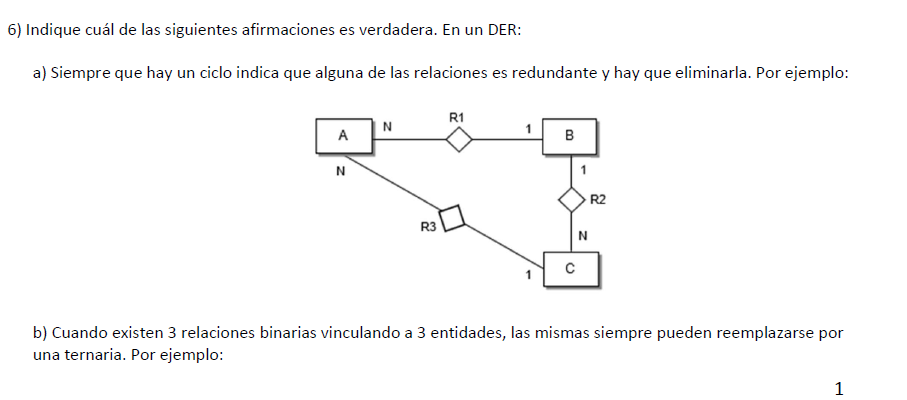 6) Indique cuál de las siguientes afirmaciones es verdadera. En un DER:
a) Siempre que hay un ciclo indica que alguna de las relaciones es redundante y hay que eliminarla. Por ejemplo:
R1
A N 1 B
N 1
R2
R3
N
1 C
b) Cuando existen 3 relaciones binarias vinculando a 3 entidades, las mismas siempre pueden reemplazarse por
una ternaria. Por ejemplo:
1